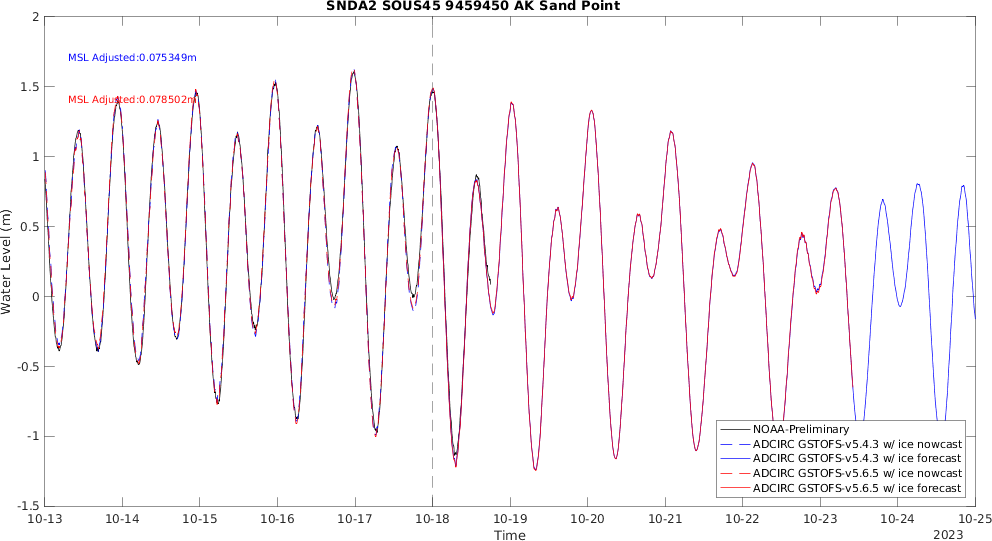 SNDA2 SOUS45 9459450 AK Sand Point
MSL Adjusted:0.075349m
MSL Adjusted:0.078502m
Water Level (m)
2
1.5
1
0.5
0
-0.5
-1
-1.5
NOAA-Preliminary
ADCIRC GSTOFS-v5.4.3 w/ ice nowcast
ADCIRC GSTOFS-v5.4.3 w/ ice forecast
ADCIRC GSTOFS-v5.6.5 w/ ice nowcast
ADCIRC GSTOFS-v5.6.5 w/ ice forecast
10-13 10-14 10-15 10-16 10-17 10-18 10-19 10-20 10-21 10-22 10-23 10-24 10-25
Time
2023